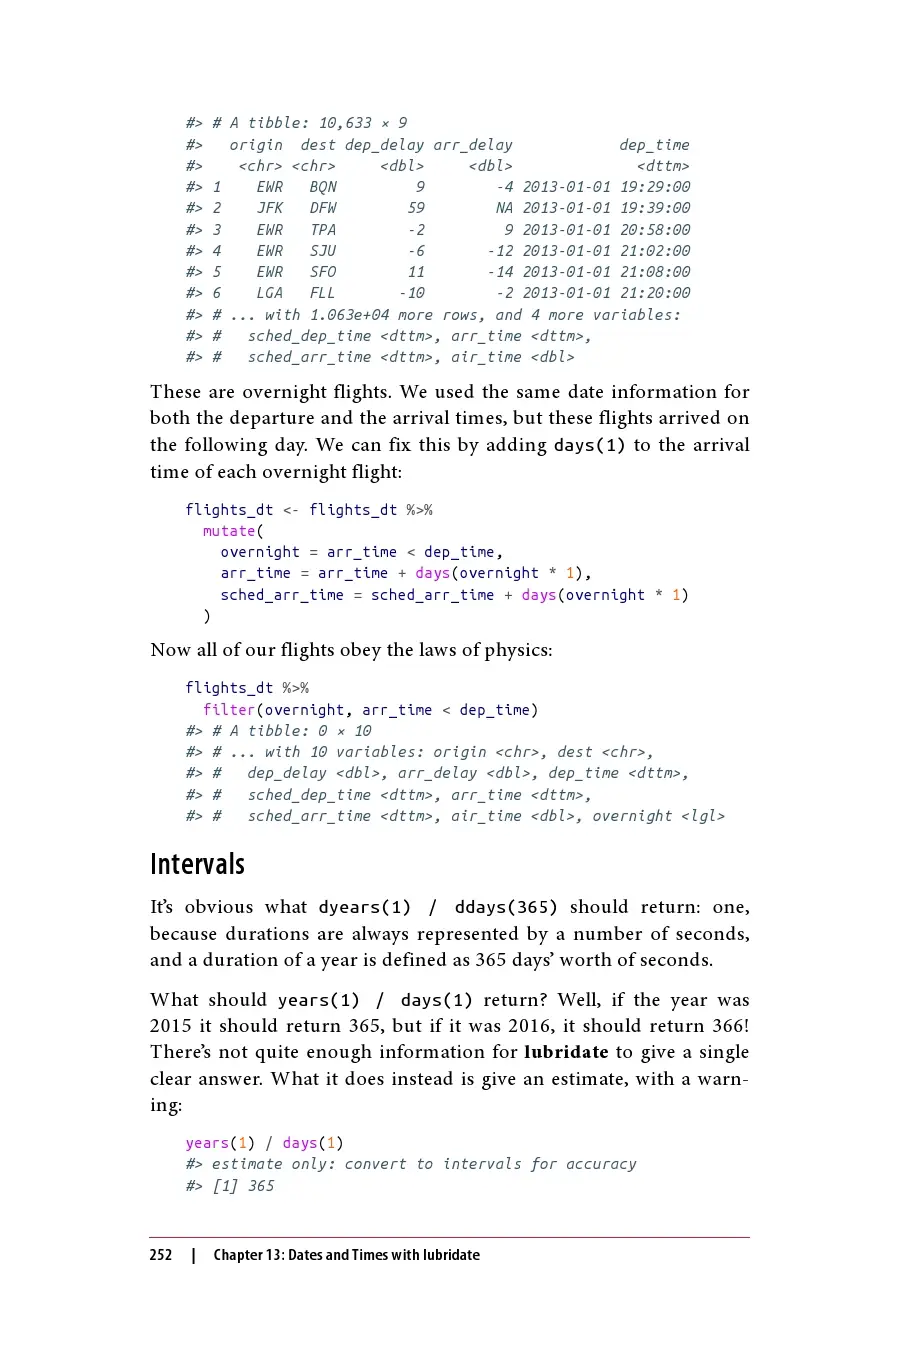 #> # A tibble: 10,633 × 9
#>   origin  dest dep_delay arr_delay            dep_time
#>    <chr> <chr>     <dbl>     <dbl>              <dttm>
#> 1    EWR   BQN         9        -4 2013-01-01 19:29:00
#> 2    JFK   DFW        59        NA 2013-01-01 19:39:00
#> 3    EWR   TPA        -2         9 2013-01-01 20:58:00
#> 4    EWR   SJU        -6       -12 2013-01-01 21:02:00
#> 5    EWR   SFO        11       -14 2013-01-01 21:08:00
#> 6    LGA   FLL       -10        -2 2013-01-01 21:20:00
#> # ... with 1.063e+04 more rows, and 4 more variables:
#> #   sched_dep_time <dttm>, arr_time <dttm>,
#> #   sched_arr_time <dttm>, air_time <dbl>
These are overnight flights. We used the same date information for
both the departure and the arrival times, but these flights arrived on
the following day. We can fix this by adding days(1) to the arrival
time of each overnight flight:
flights_dt <- flights_dt %>%
  mutate(
    overnight = arr_time < dep_time,
    arr_time = arr_time + days(overnight * 1),
    sched_arr_time = sched_arr_time + days(overnight * 1)
  )
Now all of our flights obey the laws of physics:
flights_dt %>%
  filter(overnight, arr_time < dep_time)
#> # A tibble: 0 × 10
#> # ... with 10 variables: origin <chr>, dest <chr>,
#> #   dep_delay <dbl>, arr_delay <dbl>, dep_time <dttm>,
#> #   sched_dep_time <dttm>, arr_time <dttm>,
#> #   sched_arr_time <dttm>, air_time <dbl>, overnight <lgl>
Intervals
It’s obvious what dyears(1) / ddays(365) should return: one,
because durations are always represented by a number of seconds,
and a duration of a year is defined as 365 days’ worth of seconds.
What should years(1) / days(1) return? Well, if the year was
2015 it should return 365, but if it was 2016, it should return 366!
There’s not quite enough information for lubridate to give a single
clear answer. What it does instead is give an estimate, with a warn-
ing:
years(1) / days(1)
#> estimate only: convert to intervals for accuracy
#> [1] 365
252 | Chapter 13: Dates and Times with lubridate